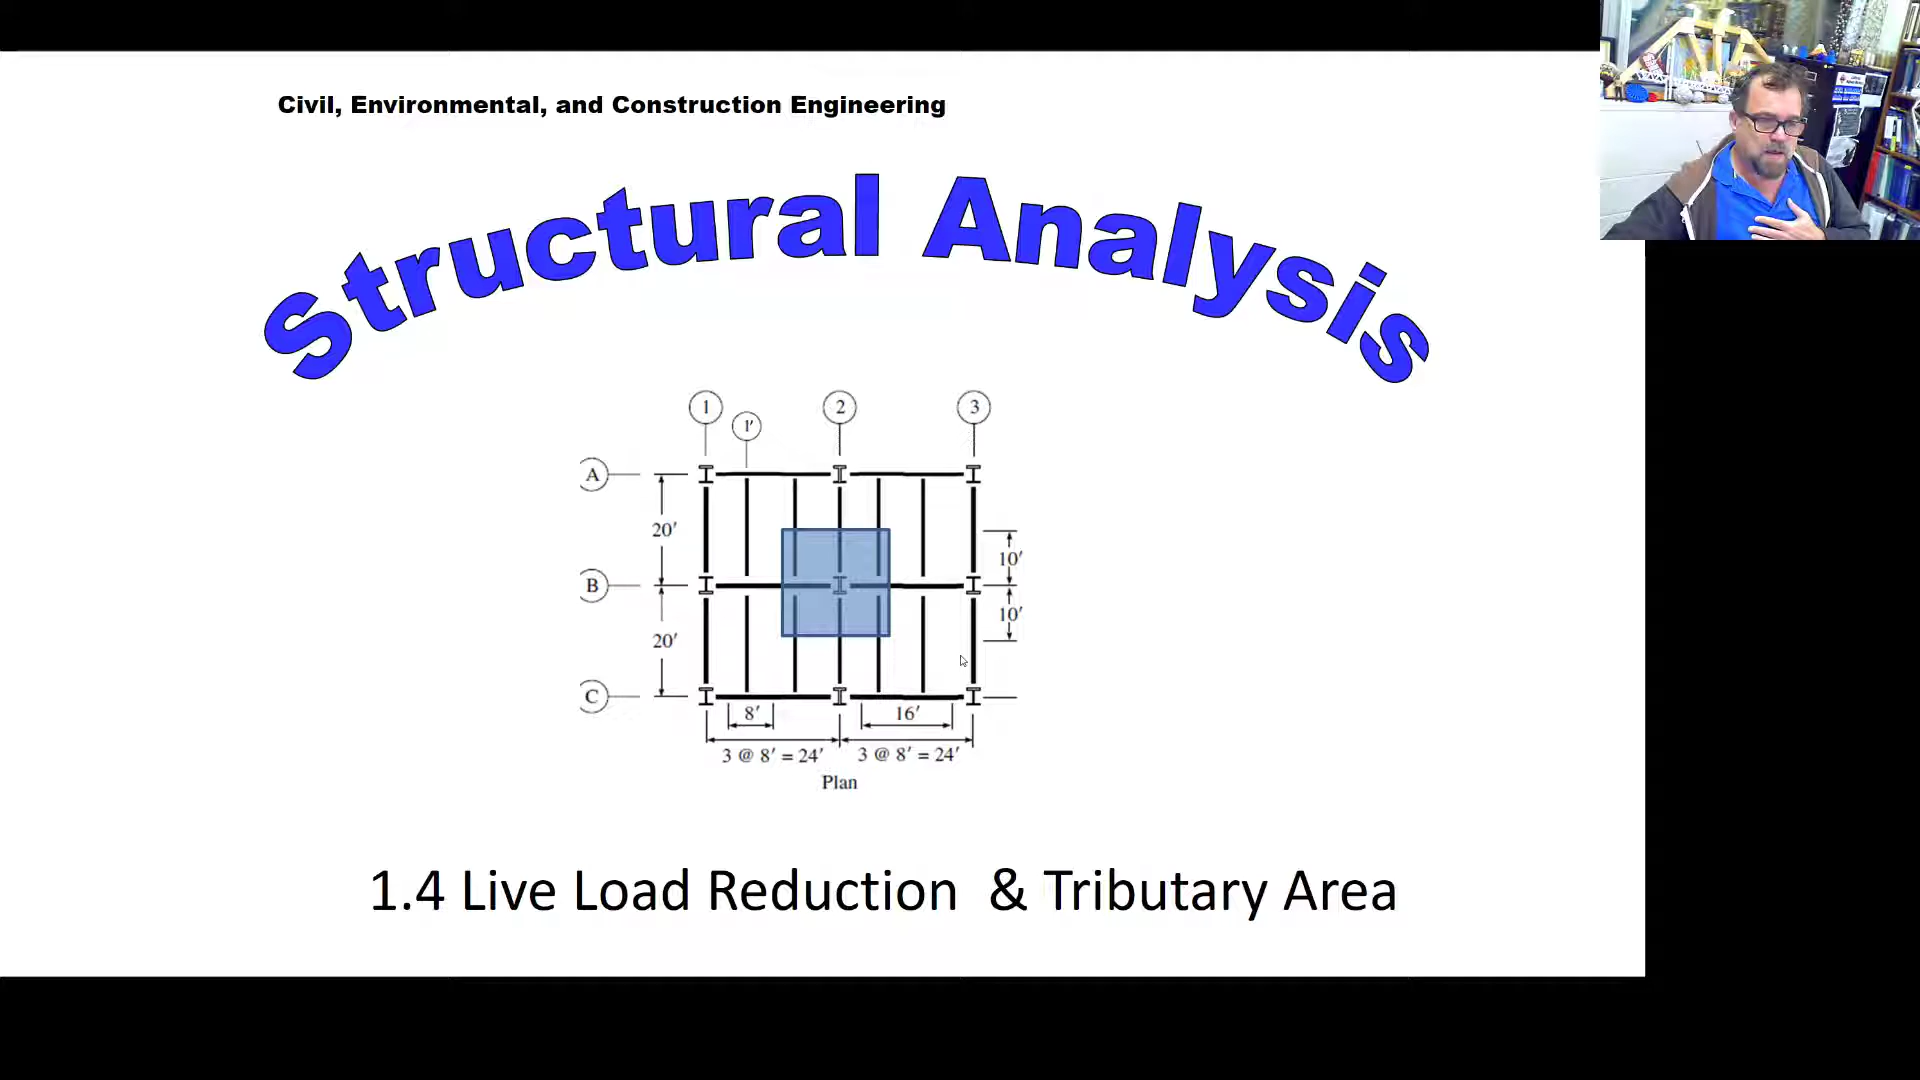 Civil, Environmental, and Construction Engineering
Structural Analysis
1 2 3
1'
A
20'
10'
B
10'
20'
C
8' 16'
3 @ 8' = 24' 3 @ 8' = 24'
Plan
1.4 Live Load Reduction & Tributary Area